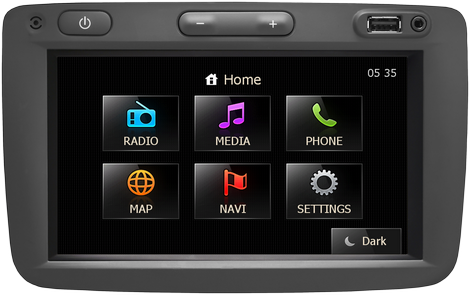 Home
05 35
RADIO
MEDIA
PHONE
MAP
NAVI
SETTINGS
Dark